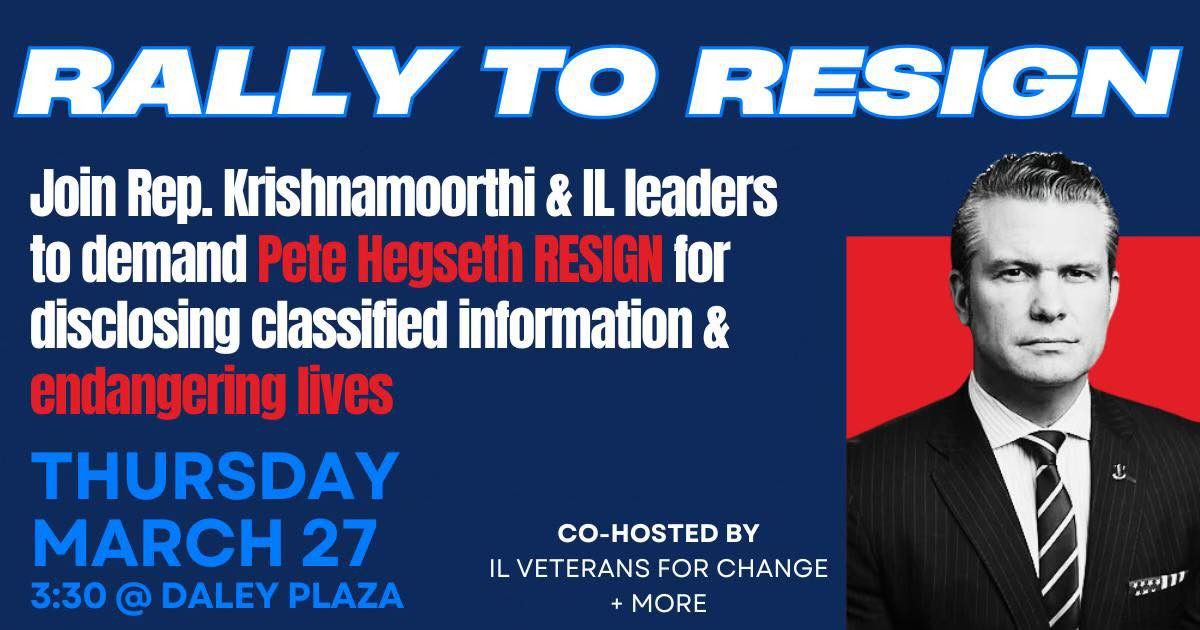 RALLY TO RESIGN
Join Rep. Krishnamoorthi & IL leaders
to demand Pete Hegseth RESIGN for
disclosing classified information &
endangering lives
THURSDAY
MARCH 27
3:30 @ DALEY PLAZA
CO-HOSTED BY
IL VETERANS FOR CHANGE
+ MORE